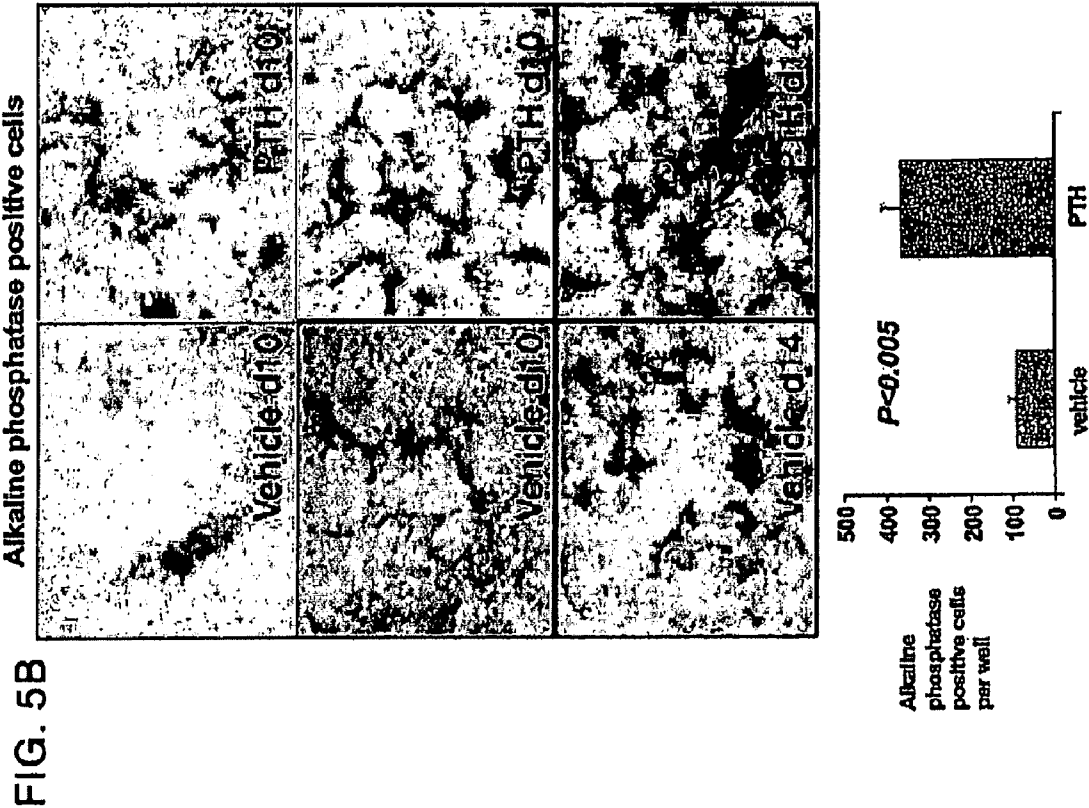 FIG. 5B
Alkaline phosphatase positive cells
Vehicle d10
PTH d10
Vehicle d10
PTH d10
Vehicle d14
PTH d14
Alkaline
phosphatase
positive cells
per well
500
400
300
200
100
0
P<0.005
vehicle
PTH